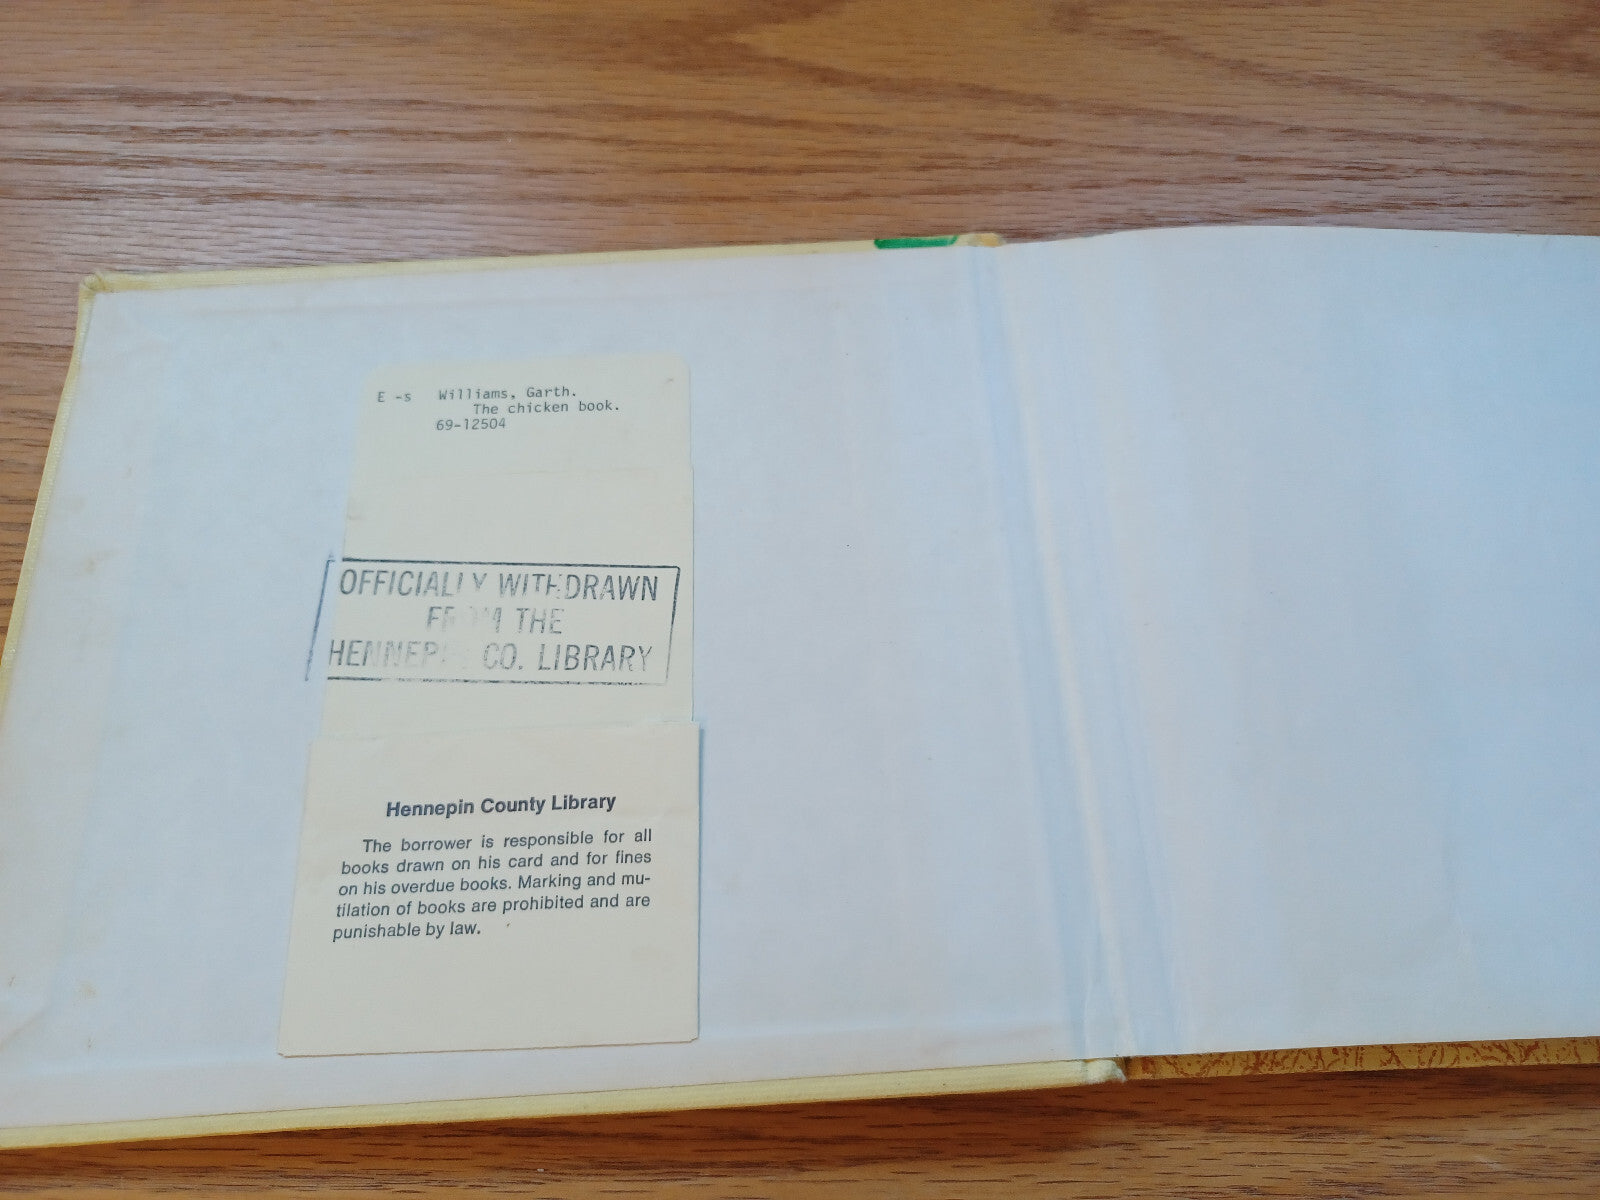 E -s Williams, Garth.
The chicken book.
69-12504
OFFICIALLY WITHDRAWN
FROM THE
HENNEPIN CO. LIBRARY
Hennepin County Library
The borrower is responsible for all
books drawn on his card and for fines
on his overdue books. Marking and mu-
tilation of books are prohibited and are
punishable by law.